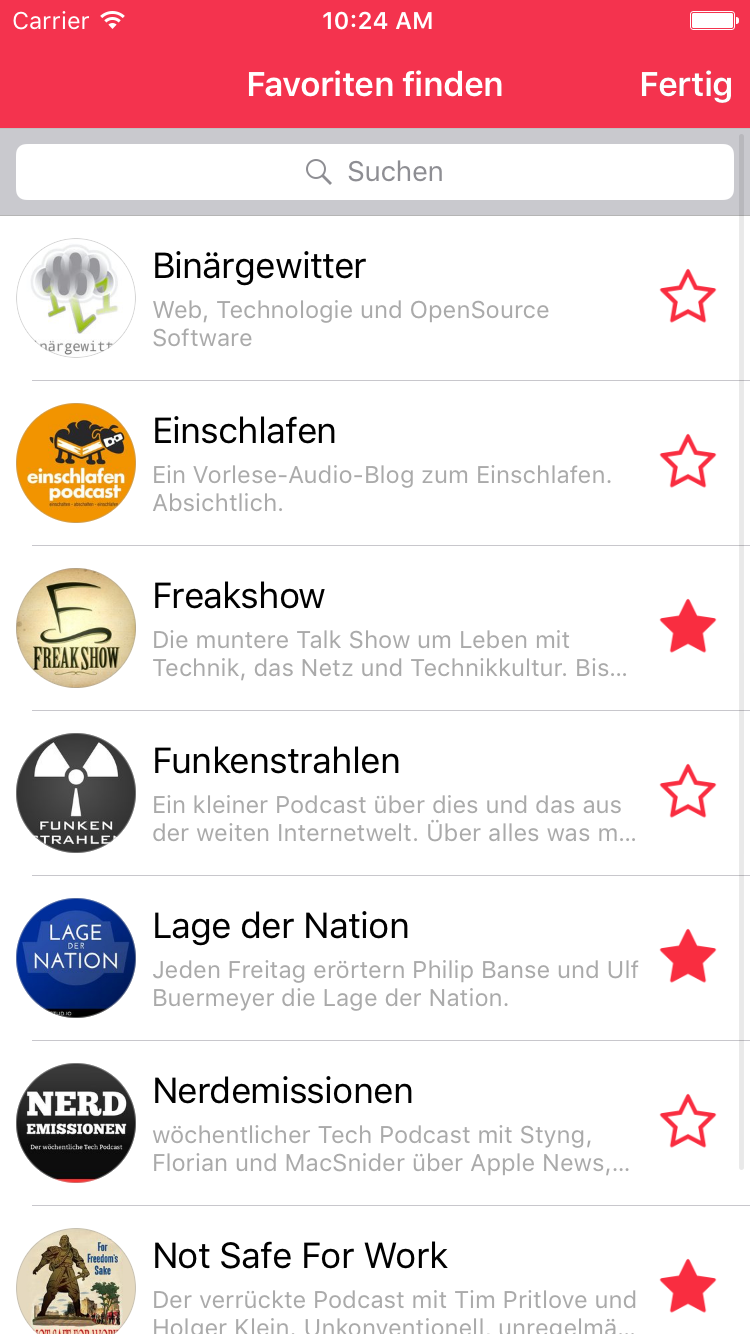 Carrier 10:24 AM
Favoriten finden Fertig
Suchen
Binärgewitter
Web, Technologie und OpenSource
Software
närgewitt
Einschlafen
Ein Vorlese-Audio-Blog zum Einschlafen.
Absichtlich.
einschlafen
podcast
Freakshow
Die muntere Talk Show um Leben mit
Technik, das Netz und Technikkultur. Bis...
FREAK SHOW
Funkenstrahlen
Ein kleiner Podcast über dies und das aus
der weiten Internetwelt. Über alles was m...
FUNKEN
TRAHLE
Lage der Nation
Jeden Freitag erörtern Philip Banse und Ulf
Buermeyer die Lage der Nation.
LAGE
DER
NATION
Nerdemissionen
wöchentlicher Tech Podcast mit Styng,
Florian und MacSnider über Apple News,...
NERD
EMISSIONEN
Der wöchentliche Tech Podcast
Not Safe For Work
Der verrückte Podcast mit Tim Pritlove und
Holger Klein. Unkonventionell, unregelmä...
For
Freedom's
Sake